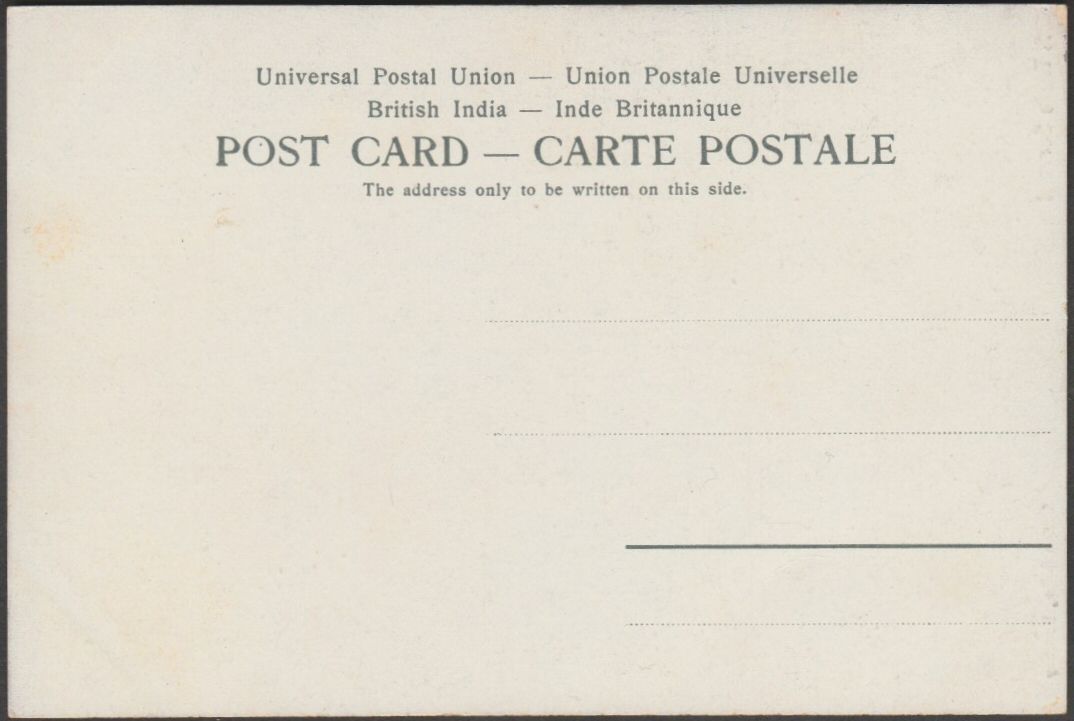 Universal Postal Union — Union Postale Universelle
British India — Inde Britannique
POST CARD — CARTE POSTALE
The address only to be written on this side.